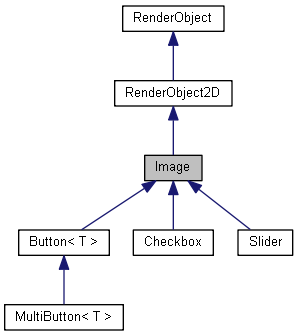 RenderObject
RenderObject2D
Image
Button< T >
Checkbox
Slider
MultiButton< T >